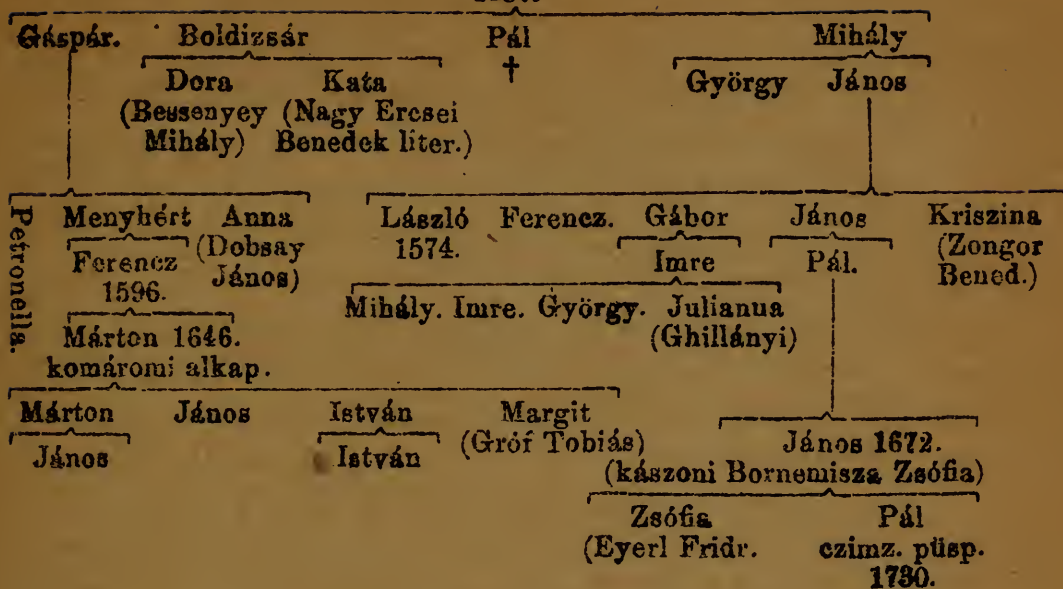 Gáspár. Boldizsár Pál Mihály
Dora Kata † György János
(Bessenyey (Nagy Ercsei
Mihály) Benedek liter.)
Petronella. Menyhért Anna László Ferencz. Gábor János Kriszina
(Dobsay 1574. (Zongor
Ferencz János) Imre Pál. Bened.)
1596.
Mihály. Imre. György. Julianua
Márton 1646. (Ghillányi)
komáromi alkap.
Márton János István Margit
(Gróf Tobiás) János 1672.
János István (kászoni Bornemisza Zsófia)
Zsófia Pál
(Eyerl Fridr. czimz. püsp.
1730.